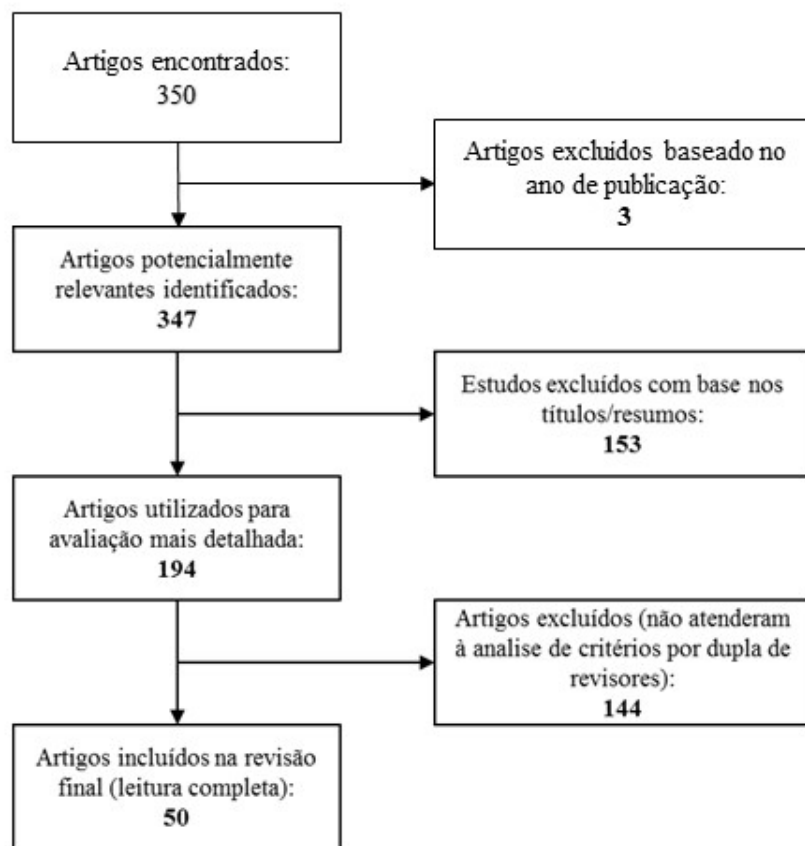 Artigos encontrados:
350
Artigos excluidos baseado no
ano de publicação:
3
Artigos potencialmente
relevantes identificados:
347
Estudos excluídos com base nos
títulos/resumos:
153
Artigos utilizados para
avaliação mais detalhada:
194
Artigos excluídos (não atenderam
à analise de critérios por dupla de
revisores):
144
Artigos incluídos na revisão
final (leitura completa):
50